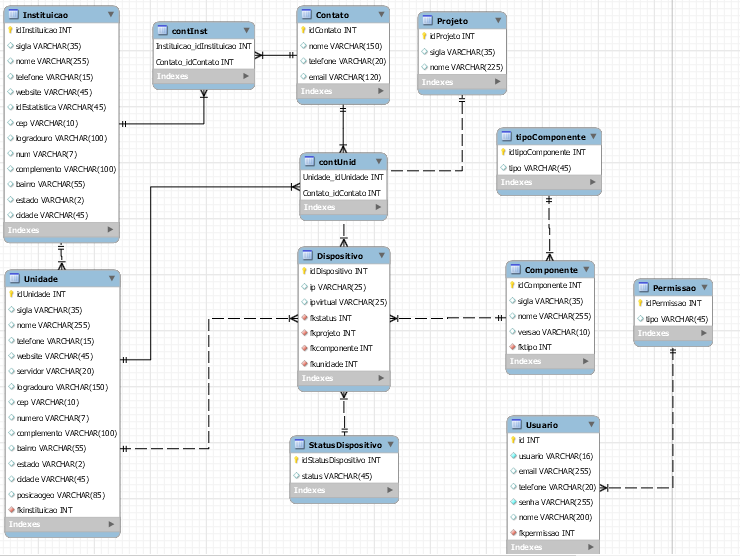 Instituicao
idInstituicao INT
sigla VARCHAR(35)
nome VARCHAR(255)
telefone VARCHAR(15)
website VARCHAR(45)
idEstatistica VARCHAR(45)
cep VARCHAR(10)
logradouro VARCHAR(100)
num VARCHAR(7)
complemento VARCHAR(100)
bairro VARCHAR(55)
estado VARCHAR(2)
cidade VARCHAR(45)
Indexes
contInst
Instituicao_idInstituicao INT
Contato_idContato INT
Indexes
Contato
idContato INT
nome VARCHAR(150)
telefone VARCHAR(20)
email VARCHAR(120)
Indexes
Projeto
idProjeto INT
sigla VARCHAR(35)
nome VARCHAR(225)
Indexes
tipoComponente
idtipoComponente INT
tipo VARCHAR(45)
Indexes
contUnid
Unidade_idUnidade INT
Contato_idContato INT
Indexes
Unidade
idUnidade INT
sigla VARCHAR(35)
nome VARCHAR(255)
telefone VARCHAR(15)
website VARCHAR(45)
servidor VARCHAR(20)
logradouro VARCHAR(150)
cep VARCHAR(10)
numero VARCHAR(7)
complemento VARCHAR(100)
bairro VARCHAR(55)
estado VARCHAR(2)
cidade VARCHAR(45)
posicaogeo VARCHAR(85)
fkinstituicao INT
Indexes
Dispositivo
idDispositivo INT
ip VARCHAR(25)
ipvirtual VARCHAR(25)
fkstatus INT
fkprojeto INT
fkcomponente INT
fkunidade INT
Indexes
Componente
idComponente INT
sigla VARCHAR(35)
nome VARCHAR(255)
versao VARCHAR(10)
fktipo INT
Indexes
Permissao
idPermissao INT
tipo VARCHAR(45)
Indexes
StatusDispositivo
idStatusDispositivo INT
status VARCHAR(45)
Indexes
Usuario
id INT
usuario VARCHAR(16)
email VARCHAR(255)
telefone VARCHAR(20)
senha VARCHAR(255)
nome VARCHAR(200)
fkpermissao INT
Indexes